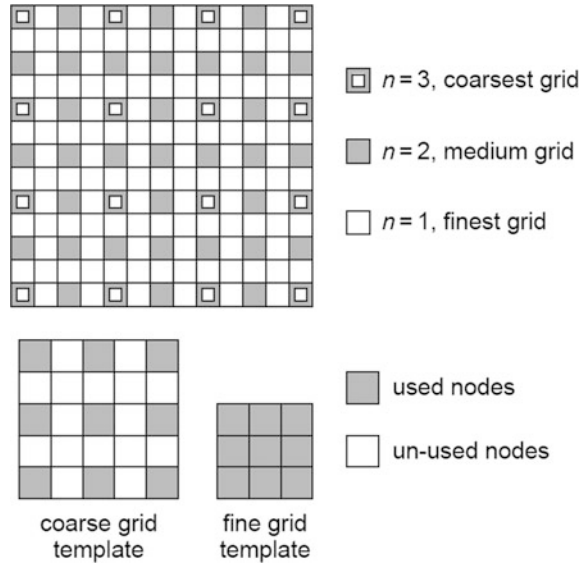 n = 3, coarsest grid
n = 2, medium grid
n = 1, finest grid
used nodes
un-used nodes
coarse grid
template
fine grid
template